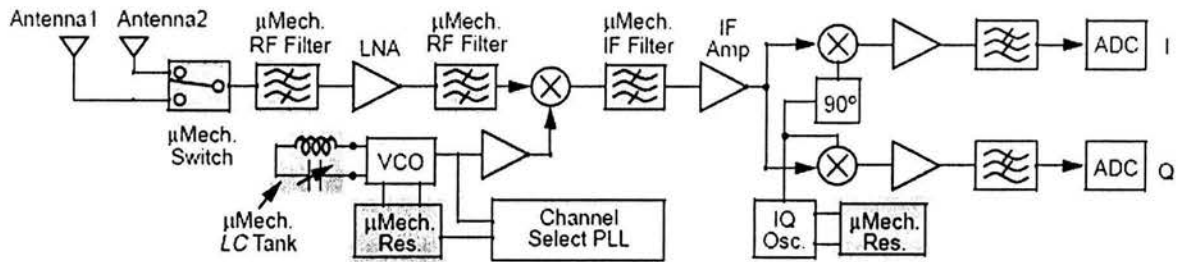 Antenna1
Antenna2
μMech.
RF Filter
LNA
μMech.
RF Filter
μMech.
IF Filter
IF
Amp
ADC
I
90º
μMech.
Switch
VCO
μMech.
LC Tank
μMech.
Res.
Channel
Select PLL
IQ
Osc.
μMech.
Res.
ADC
Q